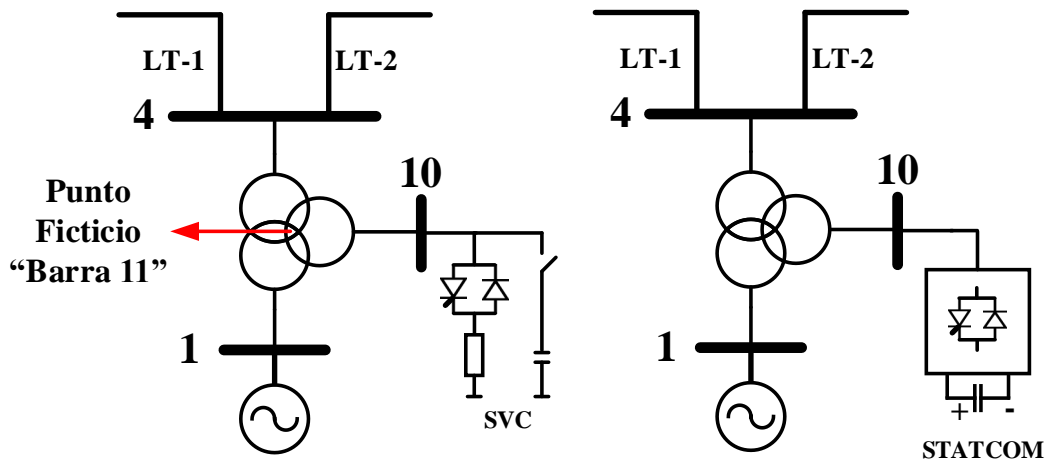 LT-1
LT-2
4
10
Punto
Ficticio
“Barra 11”
1
SVC
LT-1
LT-2
4
10
1
+
-
STATCOM